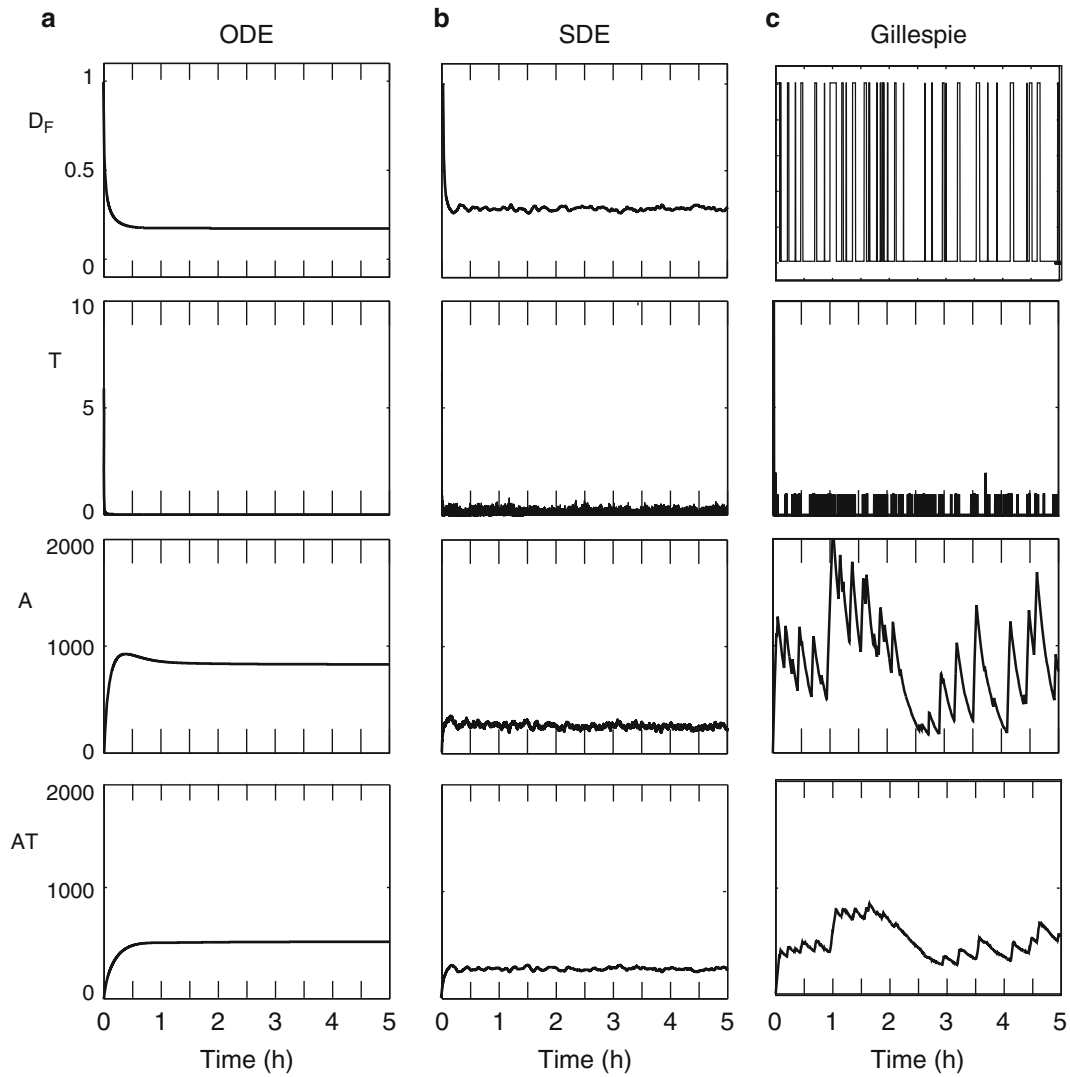 a b c
ODE SDE Gillespie
D_F
1
0.5
0
T
10
5
0
A
2000
1000
0
AT
2000
1000
0
0 1 2 3 4 5 0 1 2 3 4 5 0 1 2 3 4 5
Time (h) Time (h) Time (h)